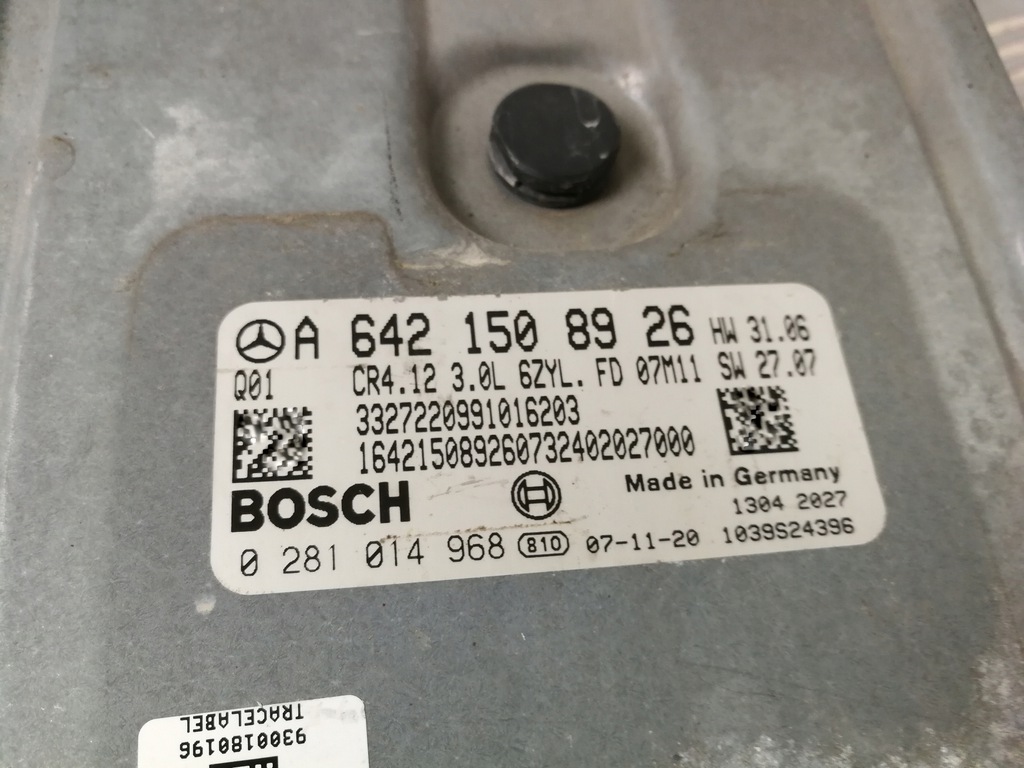 A 642 150 89 26 HW 31.06
Q01 CR4.12 3.0L 6ZYL. FD 07M11 SW 27.07
3327220991016203
164215089260732402027000
BOSCH Made in Germany
1304 2027
0 281 014 968 810 07-11-20 1039S24396
TRACELABEL
9300180196